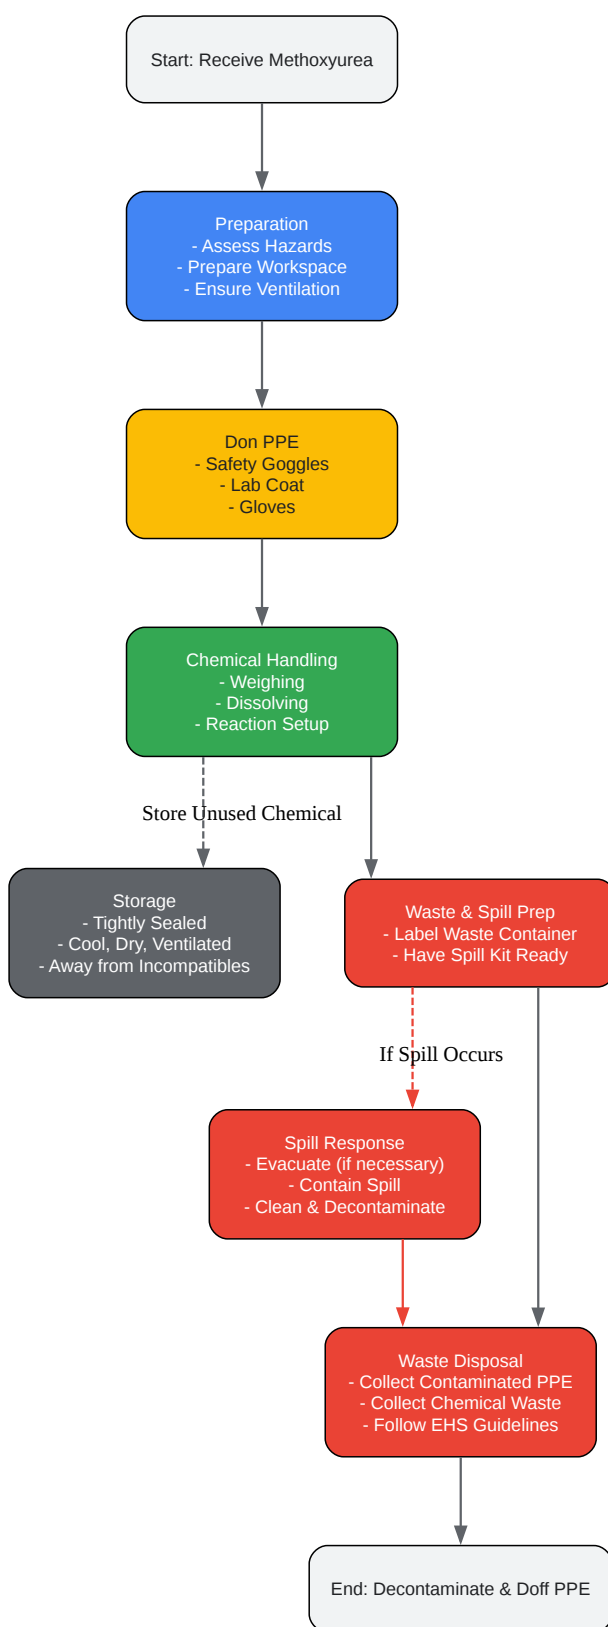 Start: Receive Methoxyurea
Preparation
- Assess Hazards
- Prepare Workspace
- Ensure Ventilation
Don PPE
- Safety Goggles
- Lab Coat
- Gloves
Chemical Handling
- Weighing
- Dissolving
- Reaction Setup
Store Unused Chemical
Storage
- Tightly Sealed
- Cool, Dry, Ventilated
- Away from Incompatibles
Waste & Spill Prep
- Label Waste Container
- Have Spill Kit Ready
If Spill Occurs
Spill Response
- Evacuate (if necessary)
- Contain Spill
- Clean & Decontaminate
Waste Disposal
- Collect Contaminated PPE
- Collect Chemical Waste
- Follow EHS Guidelines
End: Decontaminate & Doff PPE